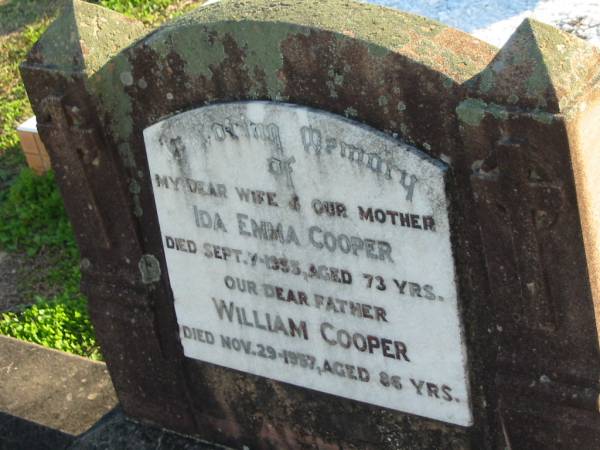 In Loving Memory
of
MY DEAR WIFE & OUR MOTHER
IDA EMMA COOPER
DIED SEPT. 7-1955, AGED 73 YRS.
OUR DEAR FATHER
WILLIAM COOPER
DIED NOV. 29-1957, AGED 86 YRS.